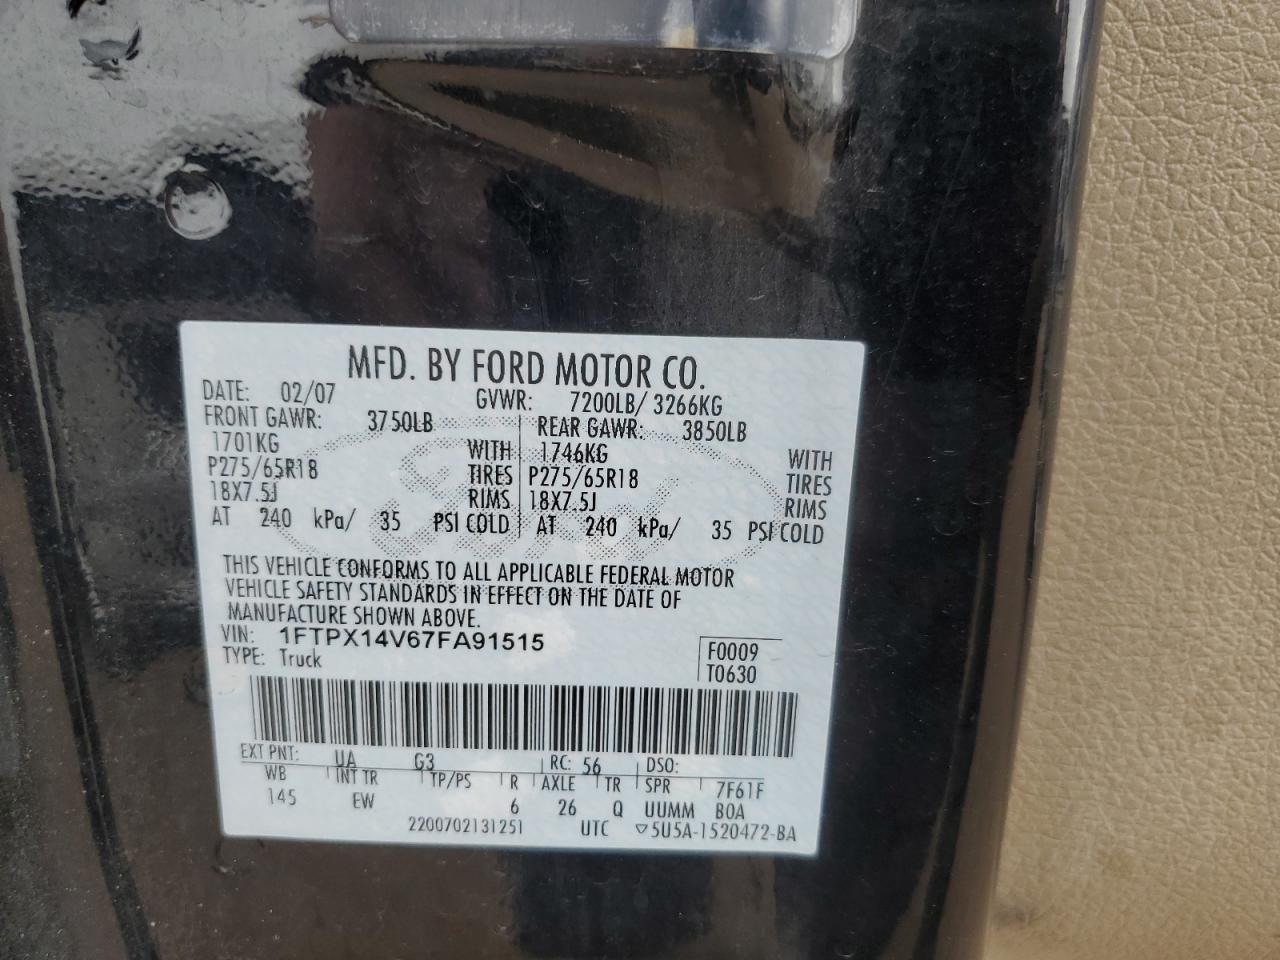 MFD. BY FORD MOTOR CO.
DATE: 02/07 GVWR: 7200LB/ 3266KG
FRONT GAWR: 3750LB REAR GAWR: 3850LB
1701KG WITH 1746KG WITH
P275/65R18 TIRES P275/65R18 TIRES
18X7.5J RIMS 18X7.5J RIMS
AT 240 kPa/ 35 PSI COLD AT 240 kPa/ 35 PSI COLD
THIS VEHICLE CONFORMS TO ALL APPLICABLE FEDERAL MOTOR
VEHICLE SAFETY STANDARDS IN EFFECT ON THE DATE OF
MANUFACTURE SHOWN ABOVE.
VIN: 1FTPX14V67FA91515 F0009
TYPE: Truck T0630
EXT PNT: UA G3 RC: 56 DSO:
WB INT TR TP/PS R AXLE TR SPR 7F61F
145 EW 6 26 Q UUMM BOA
2200702131251 UTC ▽5U5A-1520472-BA
Ford